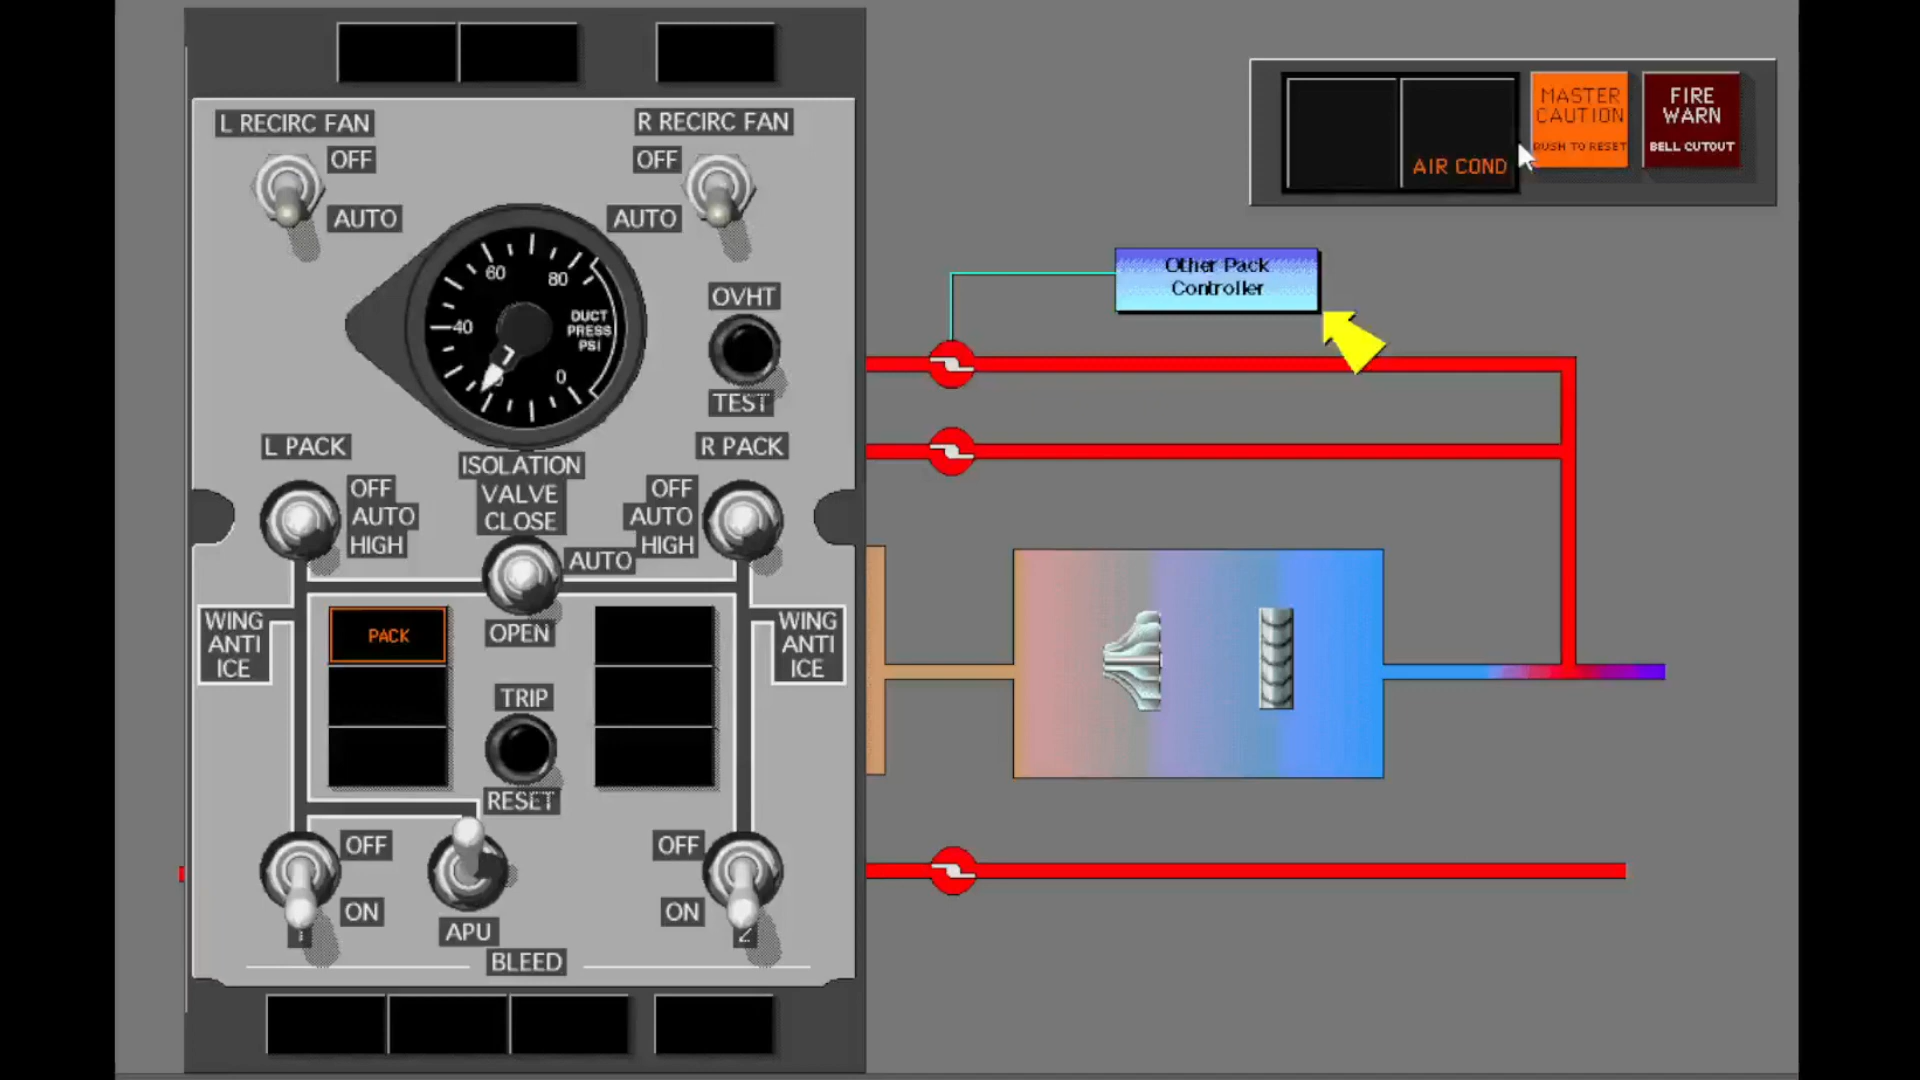 L RECIRC FAN
OFF
AUTO
R RECIRC FAN
OFF
AUTO
60
80
40
0
DUCT
PRESS
PSI
OVHT
TEST
L PACK
OFF
AUTO
HIGH
R PACK
OFF
AUTO
HIGH
ISOLATION
VALVE
CLOSE
AUTO
OPEN
WING
ANTI
ICE
PACK
WING
ANTI
ICE
TRIP
RESET
OFF
ON
1
APU
OFF
ON
2
BLEED
AIR COND
MASTER
CAUTION
PUSH TO RESET
FIRE
WARN
BELL CUTOUT
Other Pack
Controller